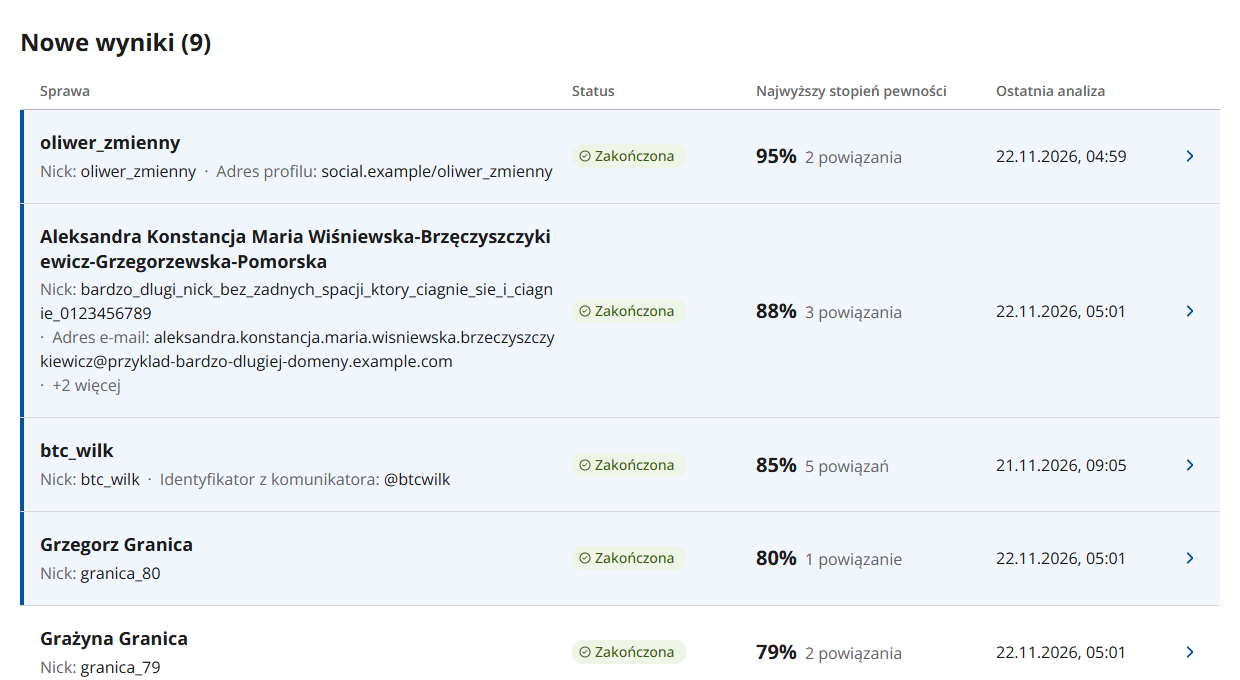 Nowe wyniki (9)
Sprawa Status Najwyższy stopień pewności Ostatnia analiza
oliwer_zmienny
Nick: oliwer_zmienny · Adres profilu: social.example/oliwer_zmienny
Zakończona 95% 2 powiązania 22.11.2026, 04:59
Aleksandra Konstancja Maria Wiśniewska-Brzęczyszczyki
ewicz-Grzegorzewska-Pomorska
Nick: bardzo_dlugi_nick_bez_zadnych_spacji_ktory_ciagnie_sie_i_ciagn
ie_0123456789
· Adres e-mail: aleksandra.konstancja.maria.wisniewska.brzeczyszczy
kiewicz@przyklad-bardzo-dlugiej-domeny.example.com
· +2 więcej
Zakończona 88% 3 powiązania 22.11.2026, 05:01
btc_wilk
Nick: btc_wilk · Identyfikator z komunikatora: @btcwilk
Zakończona 85% 5 powiązań 21.11.2026, 09:05
Grzegorz Granica
Nick: granica_80
Zakończona 80% 1 powiązanie 22.11.2026, 05:01
Grażyna Granica
Nick: granica_79
Zakończona 79% 2 powiązania 22.11.2026, 05:01